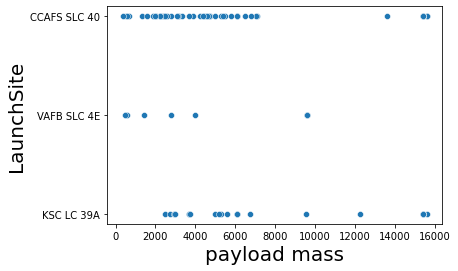 CCAFS SLC 40
VAFB SLC 4E
KSC LC 39A
LaunchSite
0 2000 4000 6000 8000 10000 12000 14000 16000
payload mass